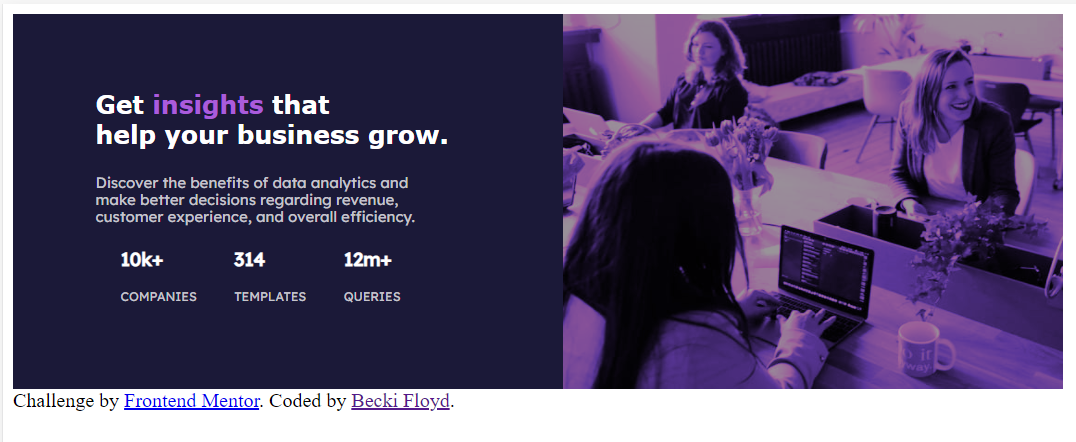 Get insights that
help your business grow.
Discover the benefits of data analytics and
make better decisions regarding revenue,
customer experience, and overall efficiency.
10k+ 314 12m+
COMPANIES TEMPLATES QUERIES
Challenge by Frontend Mentor. Coded by Becki Floyd.